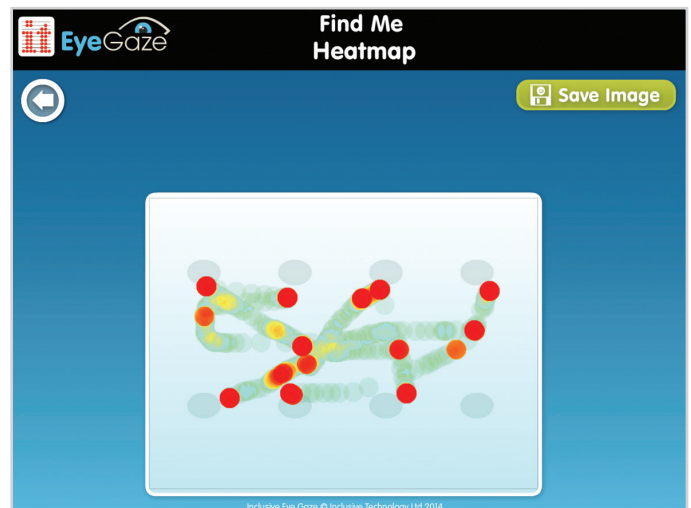 Find Me
Heatmap
EyeGaze
Save Image
Inclusive Eye Gaze © Inclusive Technology Ltd 2014